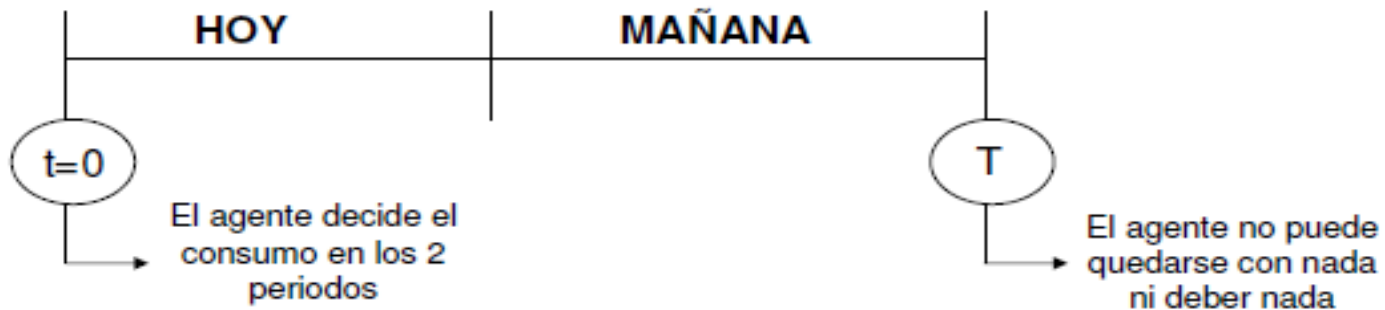 HOY
MAÑANA
t=0
T
El agente decide el
consumo en los 2
periodos
El agente no puede
quedarse con nada
ni deber nada